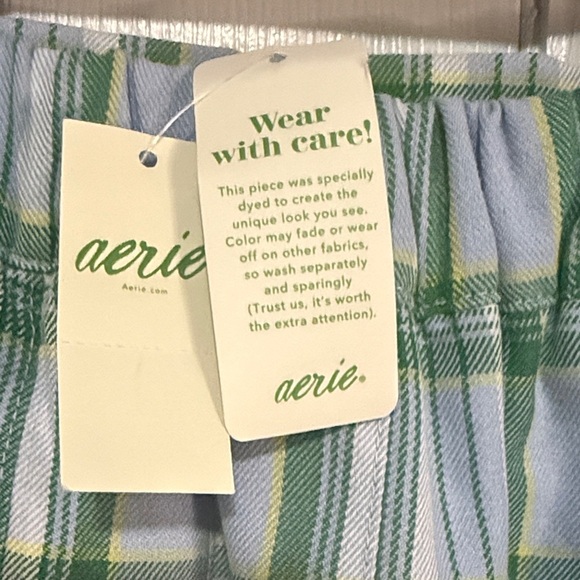 aerie
Aerie.com
Wear
with care!
This piece was specially
dyed to create the
unique look you see.
Color may fade or wear
off on other fabrics,
so wash separately
and sparingly
(Trust us, it's worth
the extra attention).
aerie